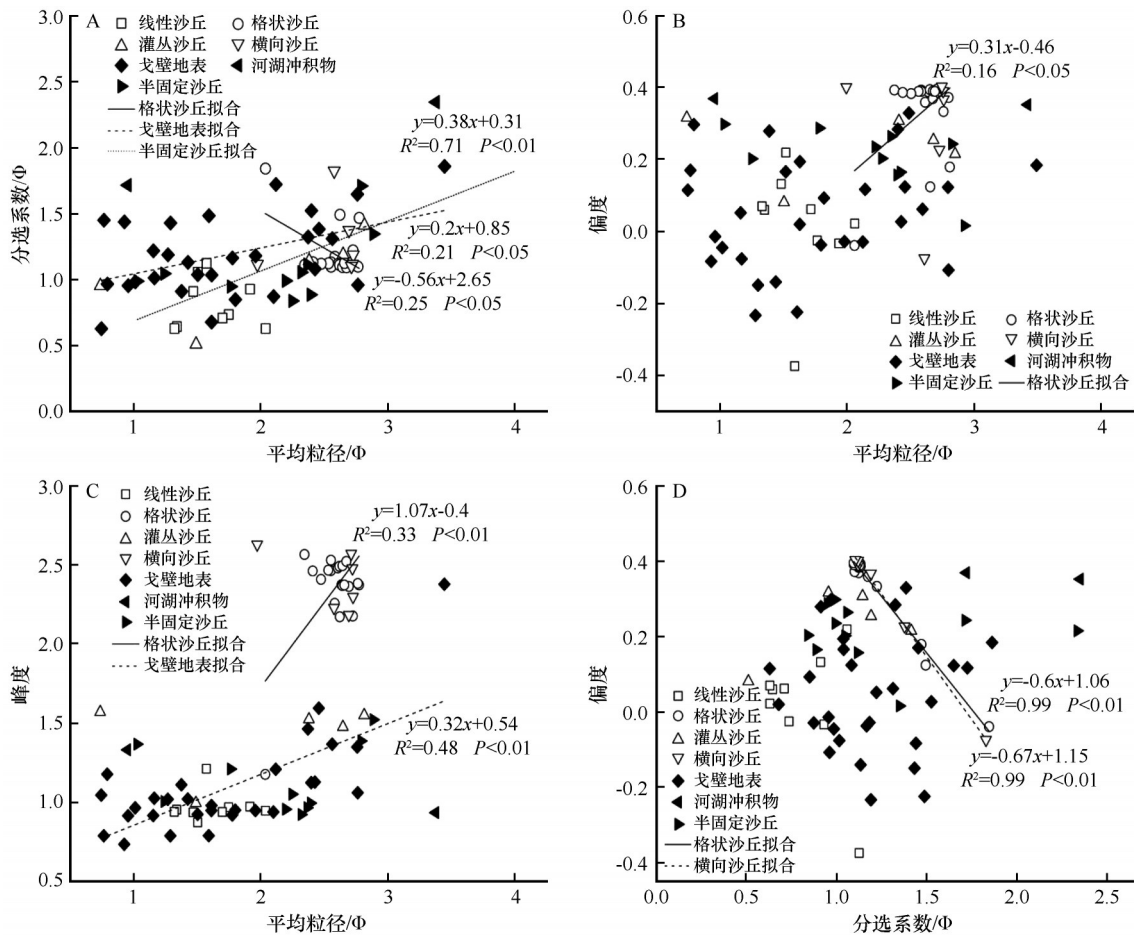 A
线性沙丘 格状沙丘
灌丛沙丘 横向沙丘
戈壁地表 河湖冲积物
半固定沙丘
格状沙丘拟合
戈壁地表拟合
半固定沙丘拟合
y=0.38x+0.31
R²=0.71 P<0.01
y=0.2x+0.85
R²=0.21 P<0.05
y=-0.56x+2.65
R²=0.25 P<0.05
3.0
2.5
2.0
1.5
1.0
0.5
0.0
分选系数/Φ
1 2 3 4
平均粒径/Φ
B
y=0.31x-0.46
R²=0.16 P<0.05
线性沙丘 格状沙丘
灌丛沙丘 横向沙丘
戈壁地表 河湖冲积物
半固定沙丘 格状沙丘拟合
0.6
0.4
0.2
0.0
-0.2
-0.4
偏度
1 2 3 4
平均粒径/Φ
C
线性沙丘
格状沙丘
灌丛沙丘
横向沙丘
戈壁地表
河湖冲积物
半固定沙丘
格状沙丘拟合
戈壁地表拟合
y=1.07x-0.4
R²=0.33 P<0.01
y=0.32x+0.54
R²=0.48 P<0.01
3.0
2.5
2.0
1.5
1.0
0.5
峰度
1 2 3 4
平均粒径/Φ
D
y=-0.6x+1.06
R²=0.99 P<0.01
y=-0.67x+1.15
R²=0.99 P<0.01
线性沙丘
格状沙丘
灌丛沙丘
横向沙丘
戈壁地表
河湖冲积物
半固定沙丘
格状沙丘拟合
横向沙丘拟合
0.6
0.4
0.2
0.0
-0.2
-0.4
偏度
0.0 0.5 1.0 1.5 2.0 2.5
分选系数/Φ